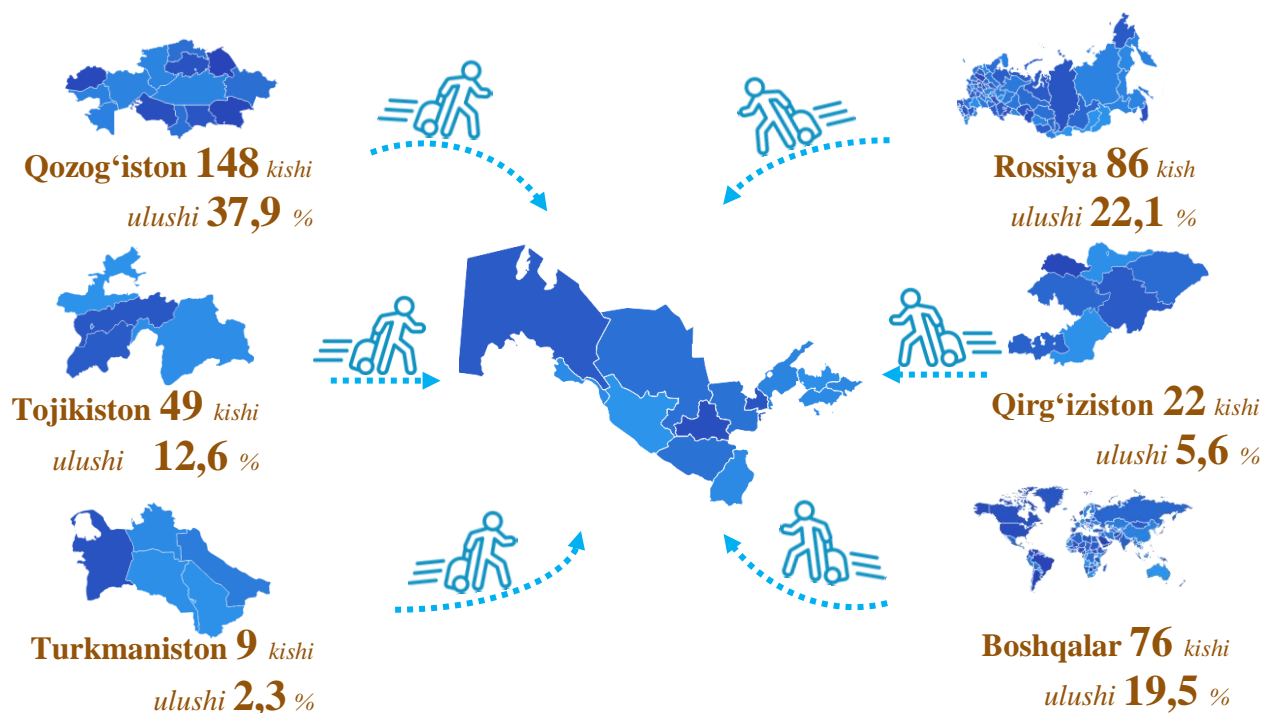 Qozog‘iston 148 kishi
ulushi 37,9 %
Rossiya 86 kish
ulushi 22,1 %
Tojikiston 49 kishi
ulushi 12,6 %
Qirg‘iziston 22 kishi
ulushi 5,6 %
Turkmaniston 9 kishi
ulushi 2,3 %
Boshqalar 76 kishi
ulushi 19,5 %